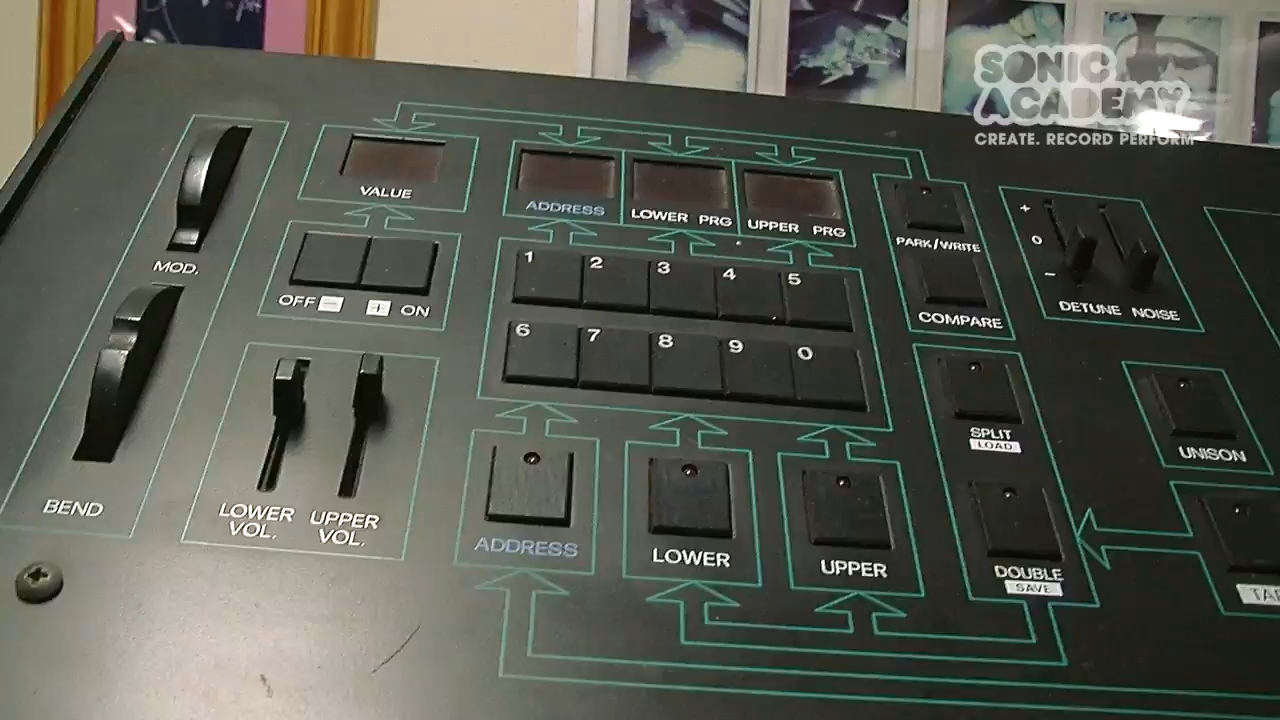 SONIC
ACADEMY
CREATE. RECORD PERFORM
VALUE
ADDRESS
LOWER PRG
UPPER PRG
PARK/WRITE
+
0
−
MOD.
OFF − + ON
1 2 3 4 5
COMPARE
DETUNE NOISE
6 7 8 9 0
SPLIT
LOAD
UNISON
BEND
LOWER
VOL.
UPPER
VOL.
ADDRESS
LOWER
UPPER
DOUBLE
SAVE